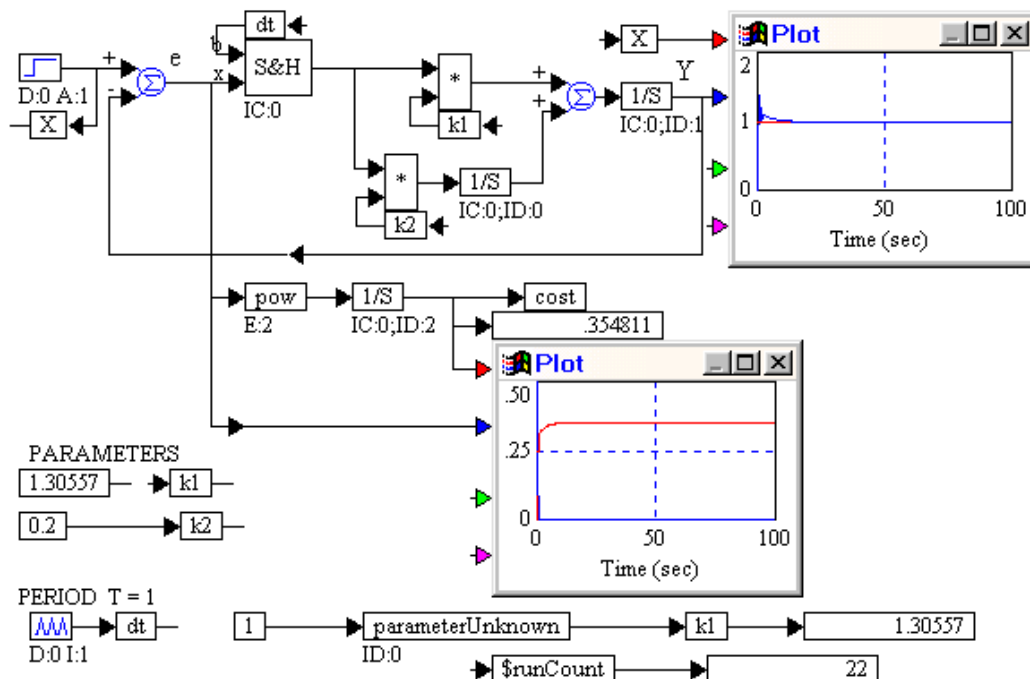 dt
X
Plot
b
e
+
S&H
*
+
Y
2
x
Σ
-
Σ
1/S
D:0 A:1
IC:0
+
IC:0;ID:1
1
X
k1
*
1/S
0
IC:0;ID:0
0
50
100
k2
Time (sec)
pow
1/S
cost
E:2
IC:0;ID:2
.354811
Plot
.50
PARAMETERS
.25
1.30557
k1
0.2
k2
0
0
50
100
Time (sec)
PERIOD T = 1
dt
1
parameterUnknown
k1
1.30557
D:0 I:1
ID:0
$runCount
22